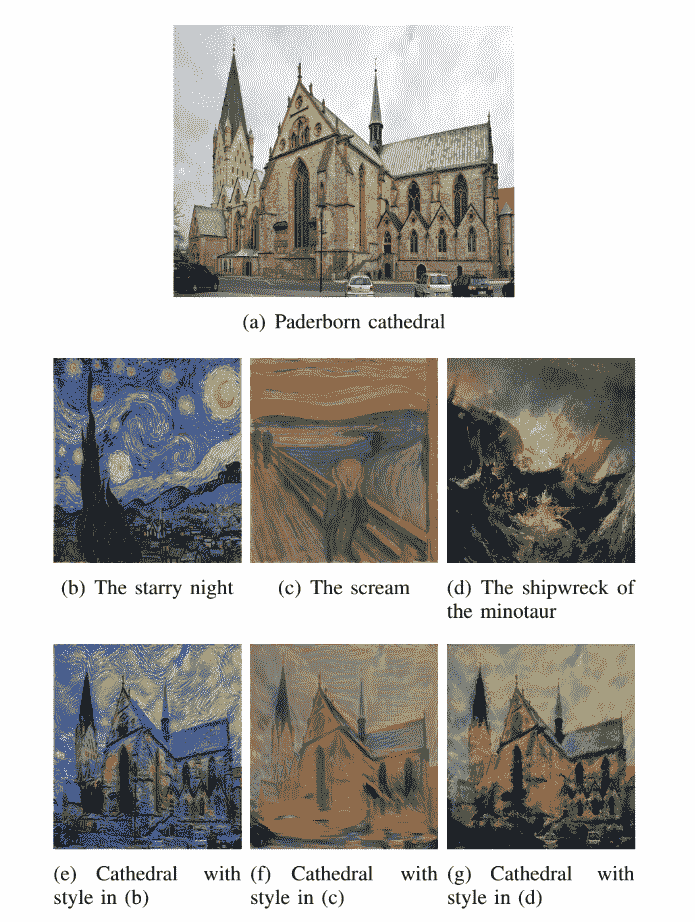 (a) Paderborn cathedral
(b) The starry night
(c) The scream
(d) The shipwreck of
the minotaur
(e) Cathedral with
style in (b)
(f) Cathedral with
style in (c)
(g) Cathedral with
style in (d)